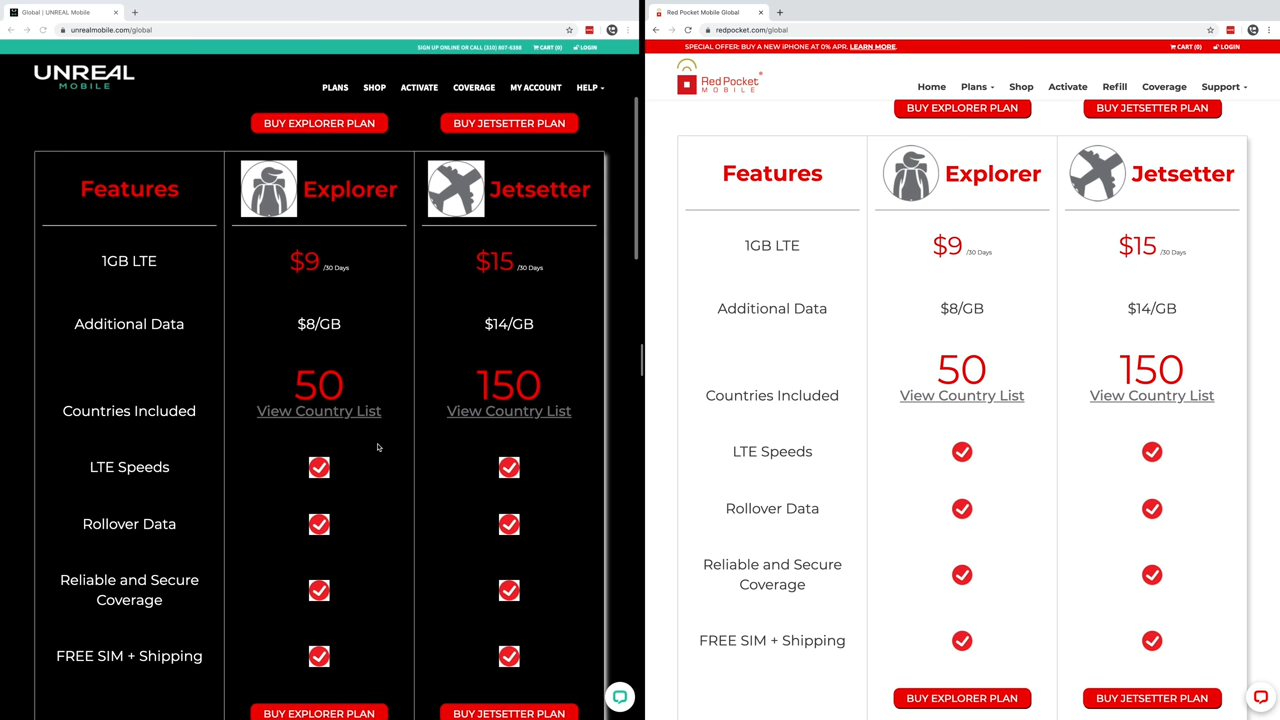 Global | UNREAL Mobile
unrealmobile.com/global
SIGN UP ONLINE OR CALL (310) 807-6388
CART (0)
LOGIN
UNREAL
MOBILE
PLANS
SHOP
ACTIVATE
COVERAGE
MY ACCOUNT
HELP
BUY EXPLORER PLAN
BUY JETSETTER PLAN
Features
Explorer
Jetsetter
1GB LTE
$9 /30 Days
$15 /30 Days
Additional Data
$8/GB
$14/GB
50
150
Countries Included
View Country List
View Country List
LTE Speeds
Rollover Data
Reliable and Secure
Coverage
FREE SIM + Shipping
BUY EXPLORER PLAN
BUY JETSETTER PLAN
Red Pocket Mobile Global
redpocket.com/global
SPECIAL OFFER: BUY A NEW IPHONE AT 0% APR. LEARN MORE.
CART (0)
LOGIN
Red Pocket®
MOBILE
Home
Plans
Shop
Activate
Refill
Coverage
Support
BUY EXPLORER PLAN
BUY JETSETTER PLAN
Features
Explorer
Jetsetter
1GB LTE
$9 /30 Days
$15 /30 Days
Additional Data
$8/GB
$14/GB
50
150
Countries Included
View Country List
View Country List
LTE Speeds
Rollover Data
Reliable and Secure
Coverage
FREE SIM + Shipping
BUY EXPLORER PLAN
BUY JETSETTER PLAN